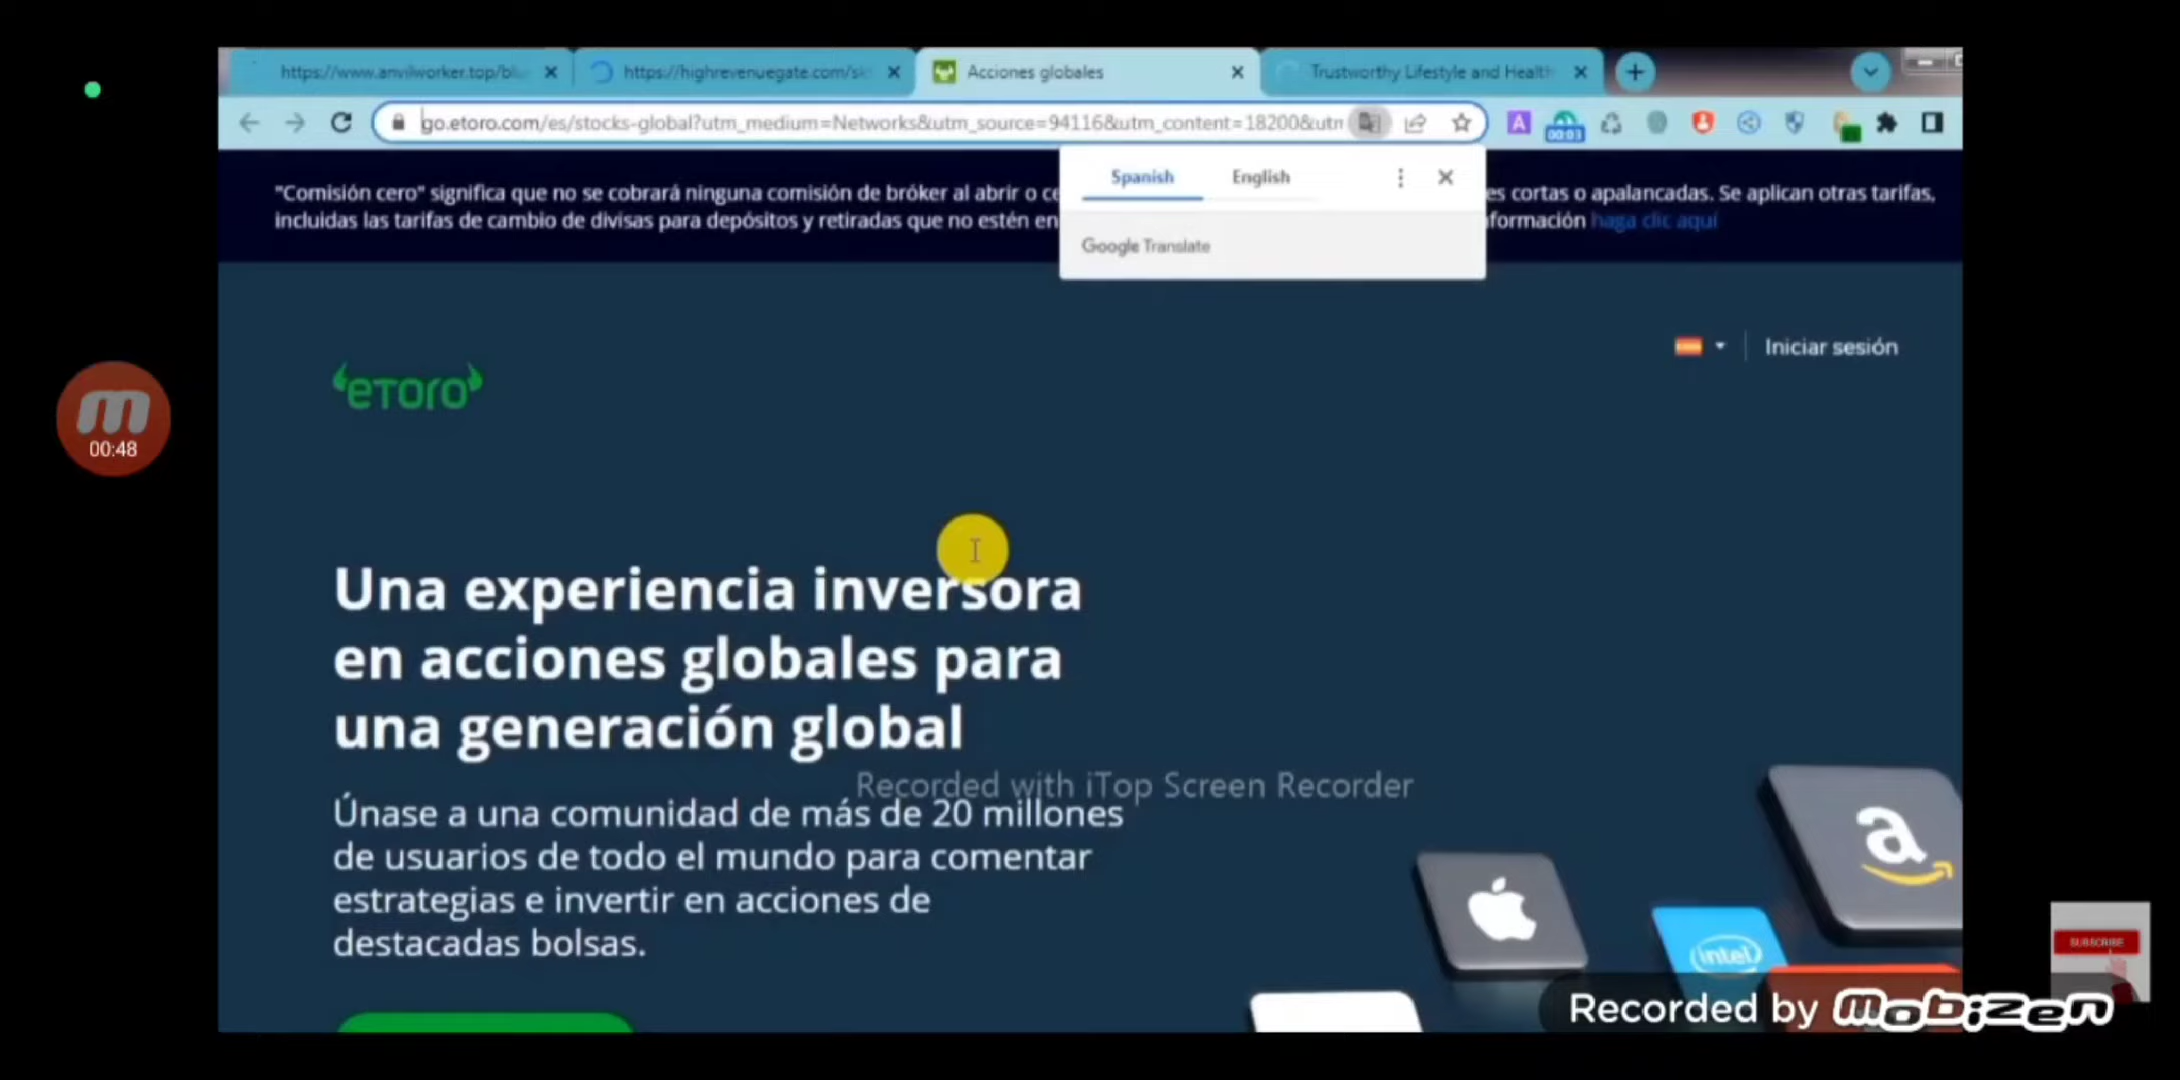 https://www.anvilworker.top/bl
https://highrevenuegate.com/sk
Acciones globales
Trustworthy Lifestyle and Health
go.etoro.com/es/stocks-global?utm_medium=Networks&utm_source=94116&utm_content=18200&utm
A
00:03
"Comisión cero" significa que no se cobrará ninguna comisión de bróker al abrir o ce
es cortas o apalancadas. Se aplican otras tarifas,
incluidas las tarifas de cambio de divisas para depósitos y retiradas que no estén en
formación haga clic aquí
Spanish English
Google Translate
Iniciar sesión
eToro
m
00:48
Una experiencia inversora
en acciones globales para
una generación global
Recorded with iTop Screen Recorder
Únase a una comunidad de más de 20 millones
de usuarios de todo el mundo para comentar
estrategias e invertir en acciones de
destacadas bolsas.
a
intel
SUBSCRIBE
Recorded by mobizen